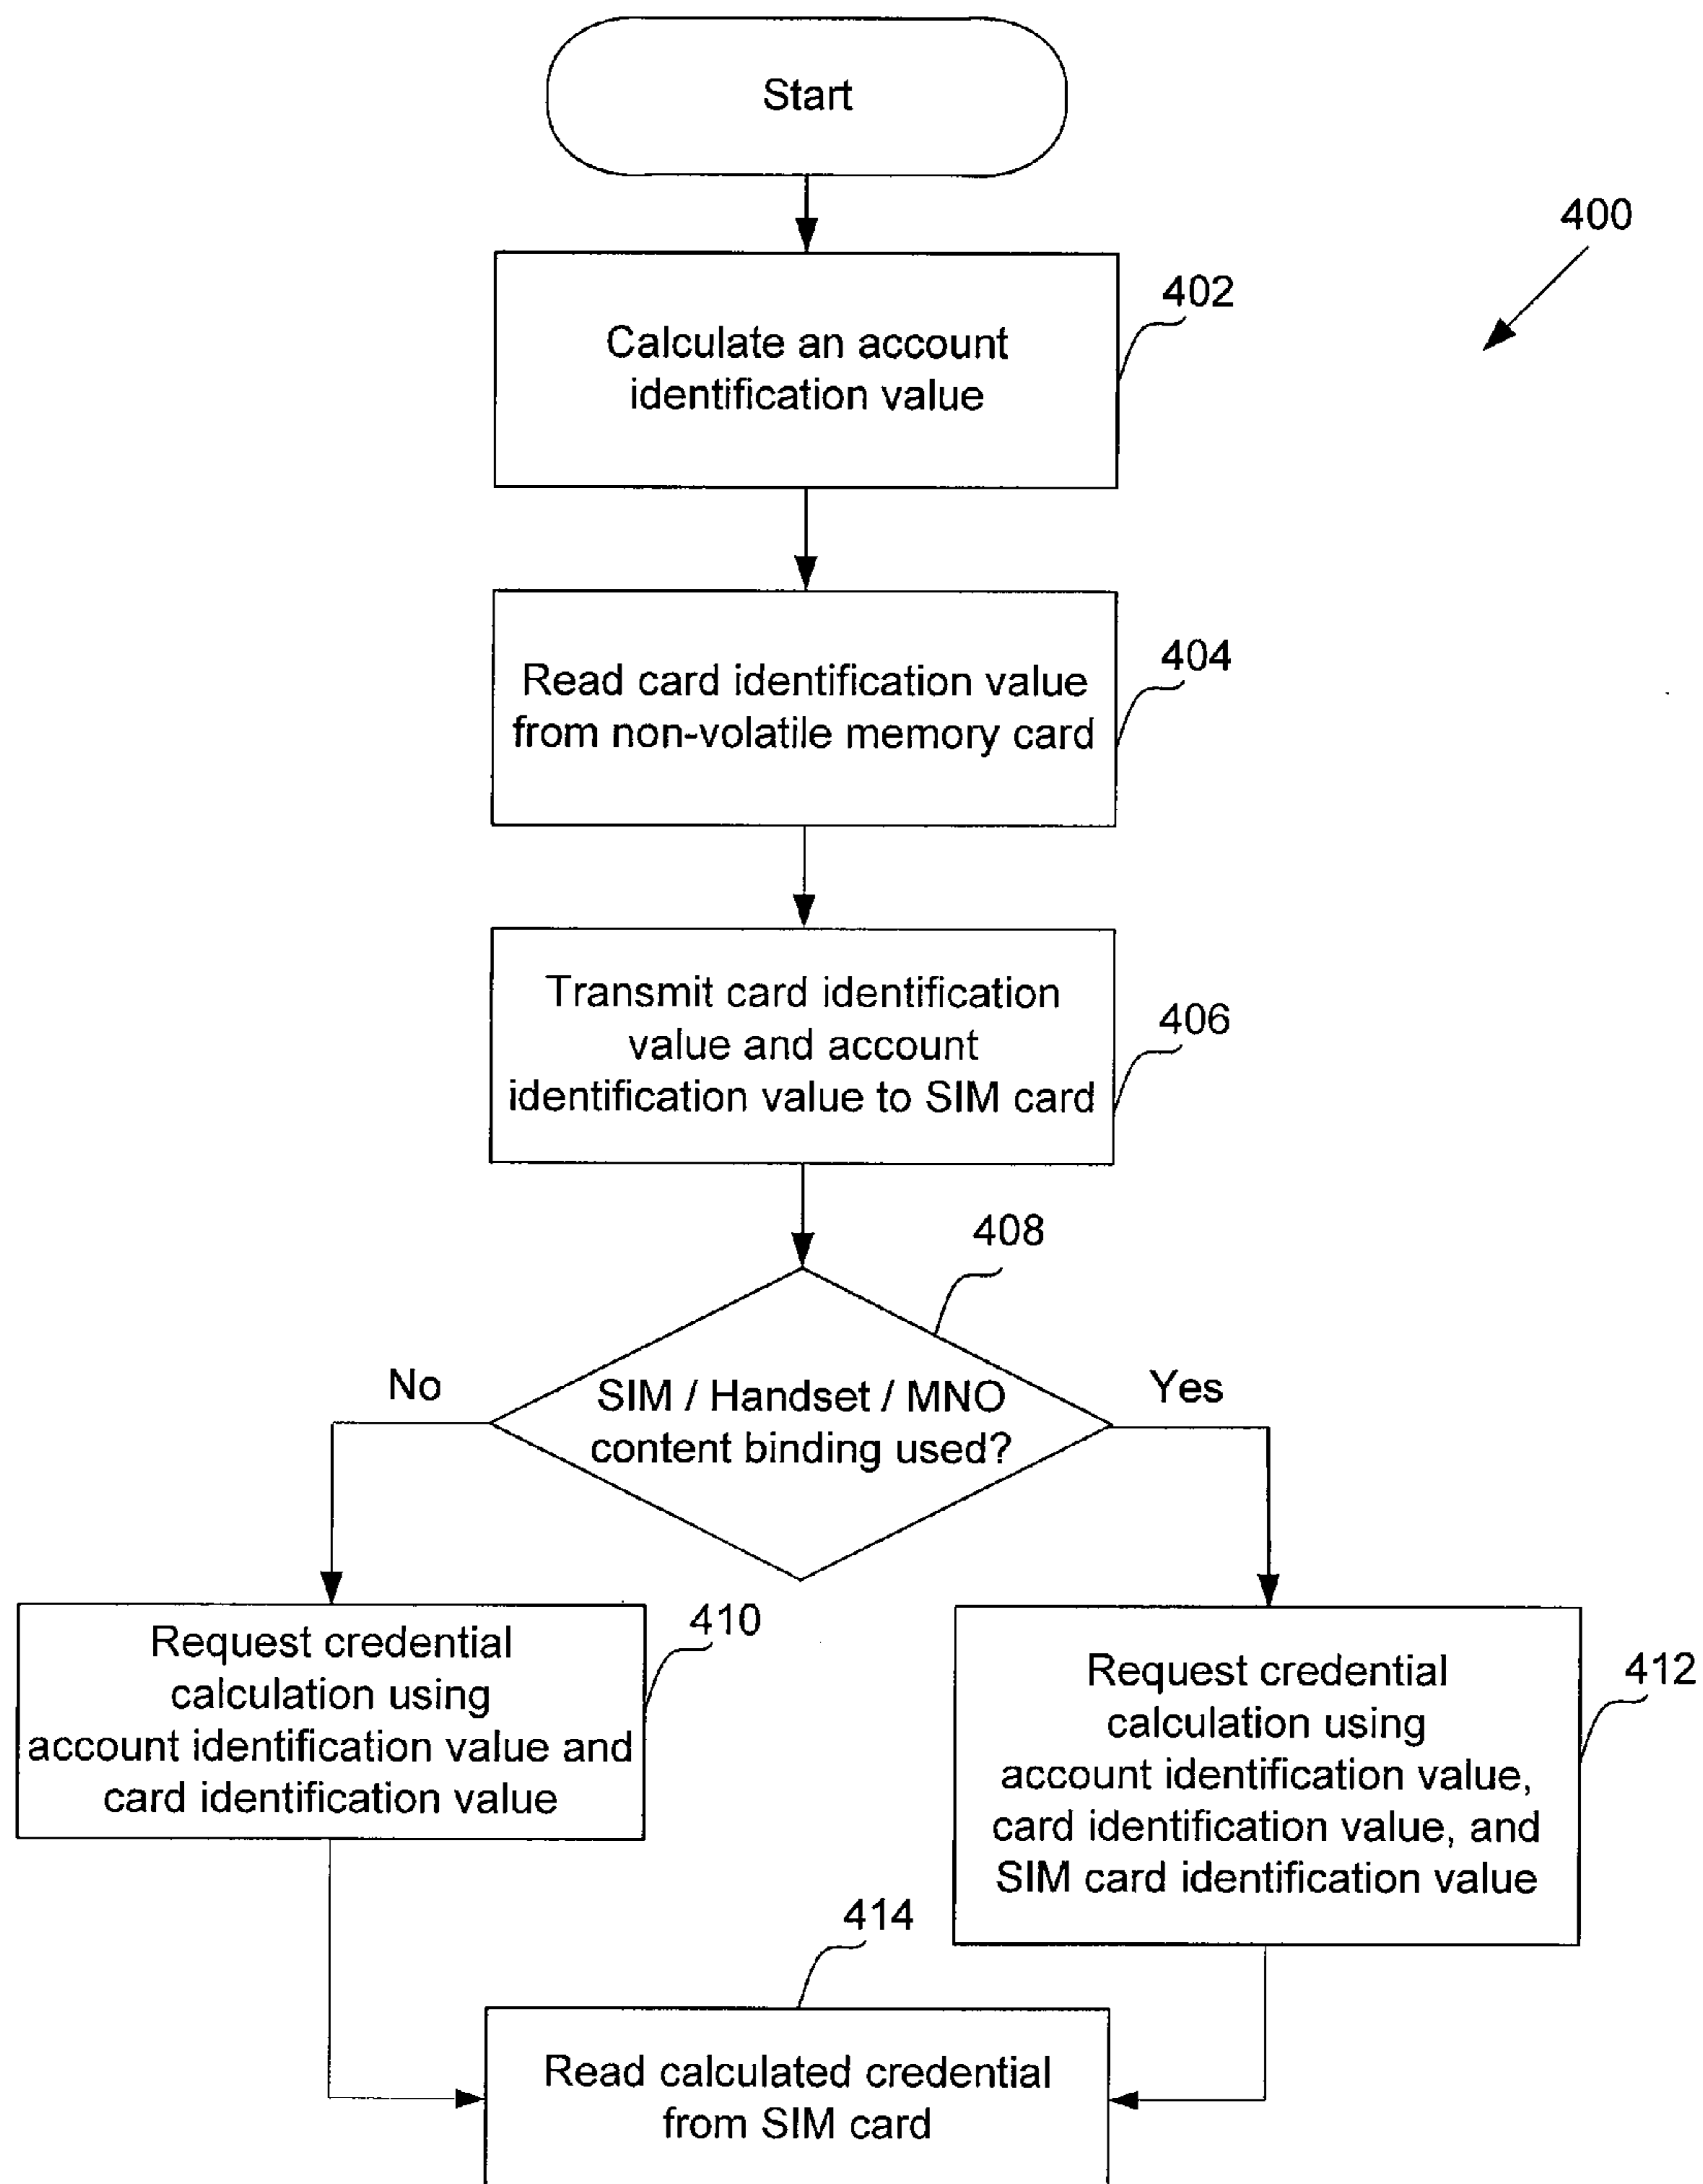 Start
400
402
Calculate an account
identification value
404
Read card identification value
from non-volatile memory card
406
Transmit card identification
value and account
identification value to SIM card
408
No
Yes
SIM / Handset / MNO
content binding used?
410
Request credential
calculation using
account identification value and
card identification value
412
Request credential
calculation using
account identification value,
card identification value, and
SIM card identification value
414
Read calculated credential
from SIM card